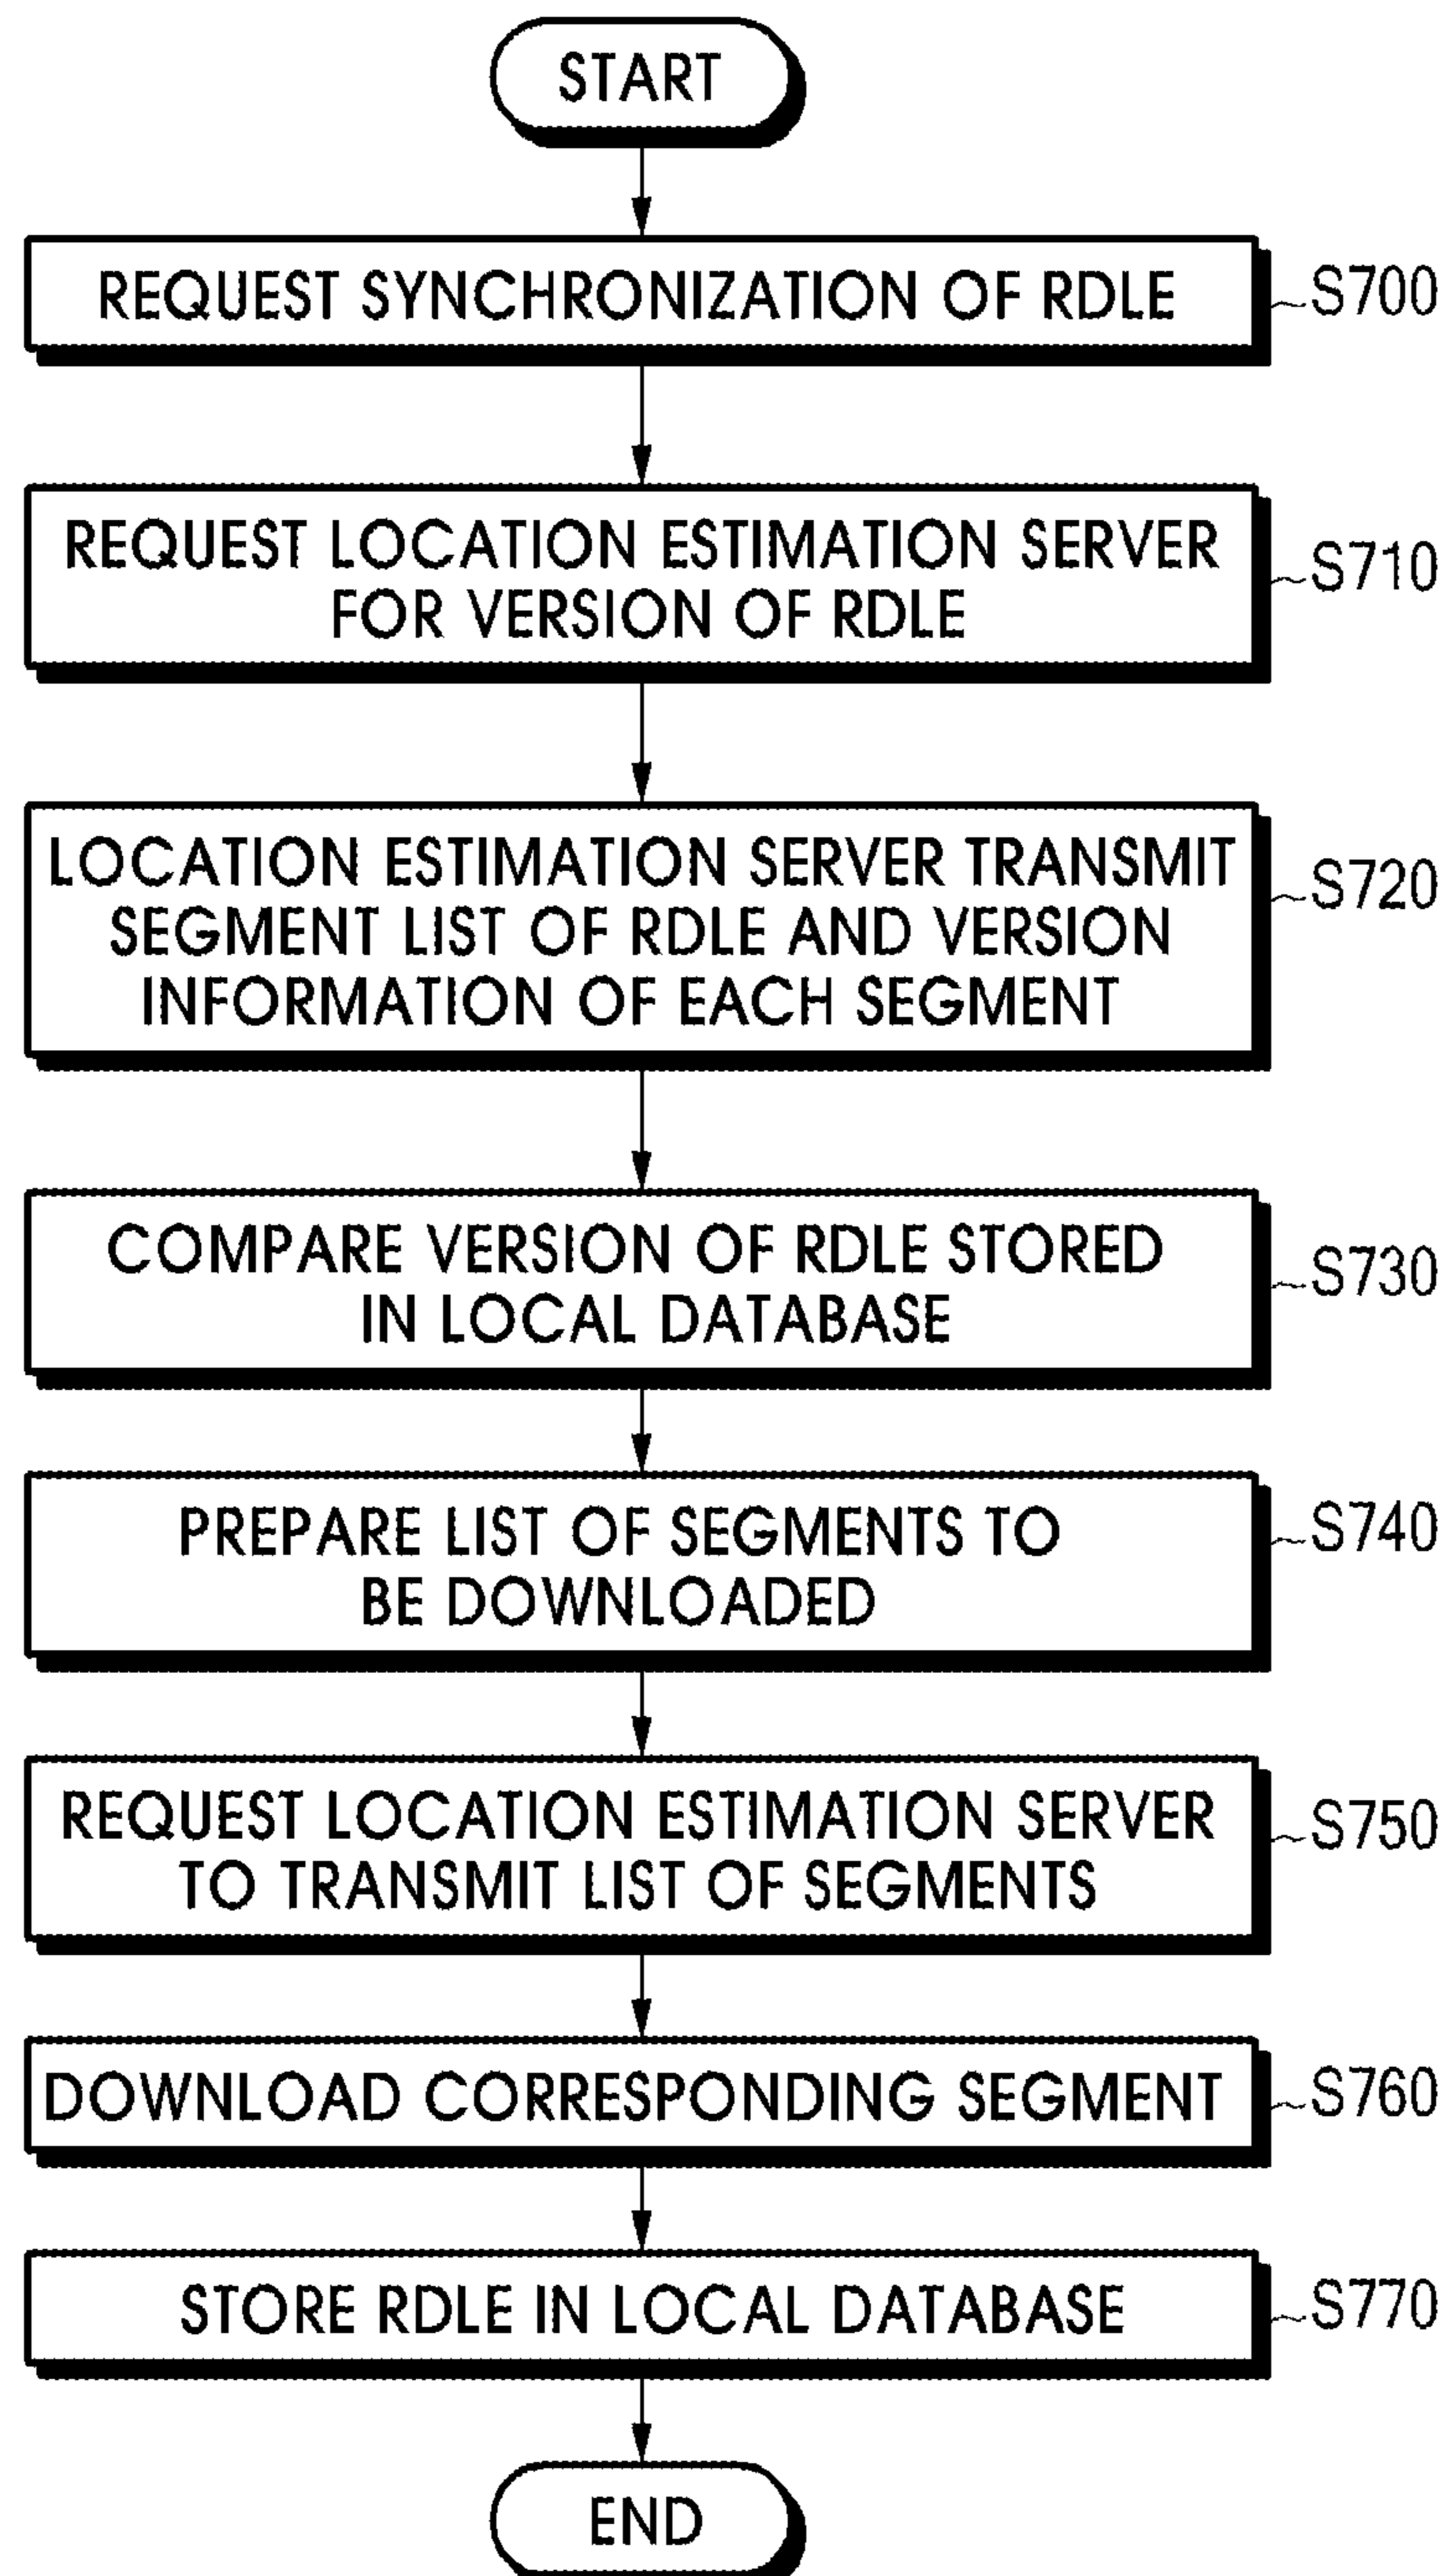 START
REQUEST SYNCHRONIZATION OF RDLE
S700
REQUEST LOCATION ESTIMATION SERVER
FOR VERSION OF RDLE
S710
LOCATION ESTIMATION SERVER TRANSMIT
SEGMENT LIST OF RDLE AND VERSION
INFORMATION OF EACH SEGMENT
S720
COMPARE VERSION OF RDLE STORED
IN LOCAL DATABASE
S730
PREPARE LIST OF SEGMENTS TO
BE DOWNLOADED
S740
REQUEST LOCATION ESTIMATION SERVER
TO TRANSMIT LIST OF SEGMENTS
S750
DOWNLOAD CORRESPONDING SEGMENT
S760
STORE RDLE IN LOCAL DATABASE
S770
END